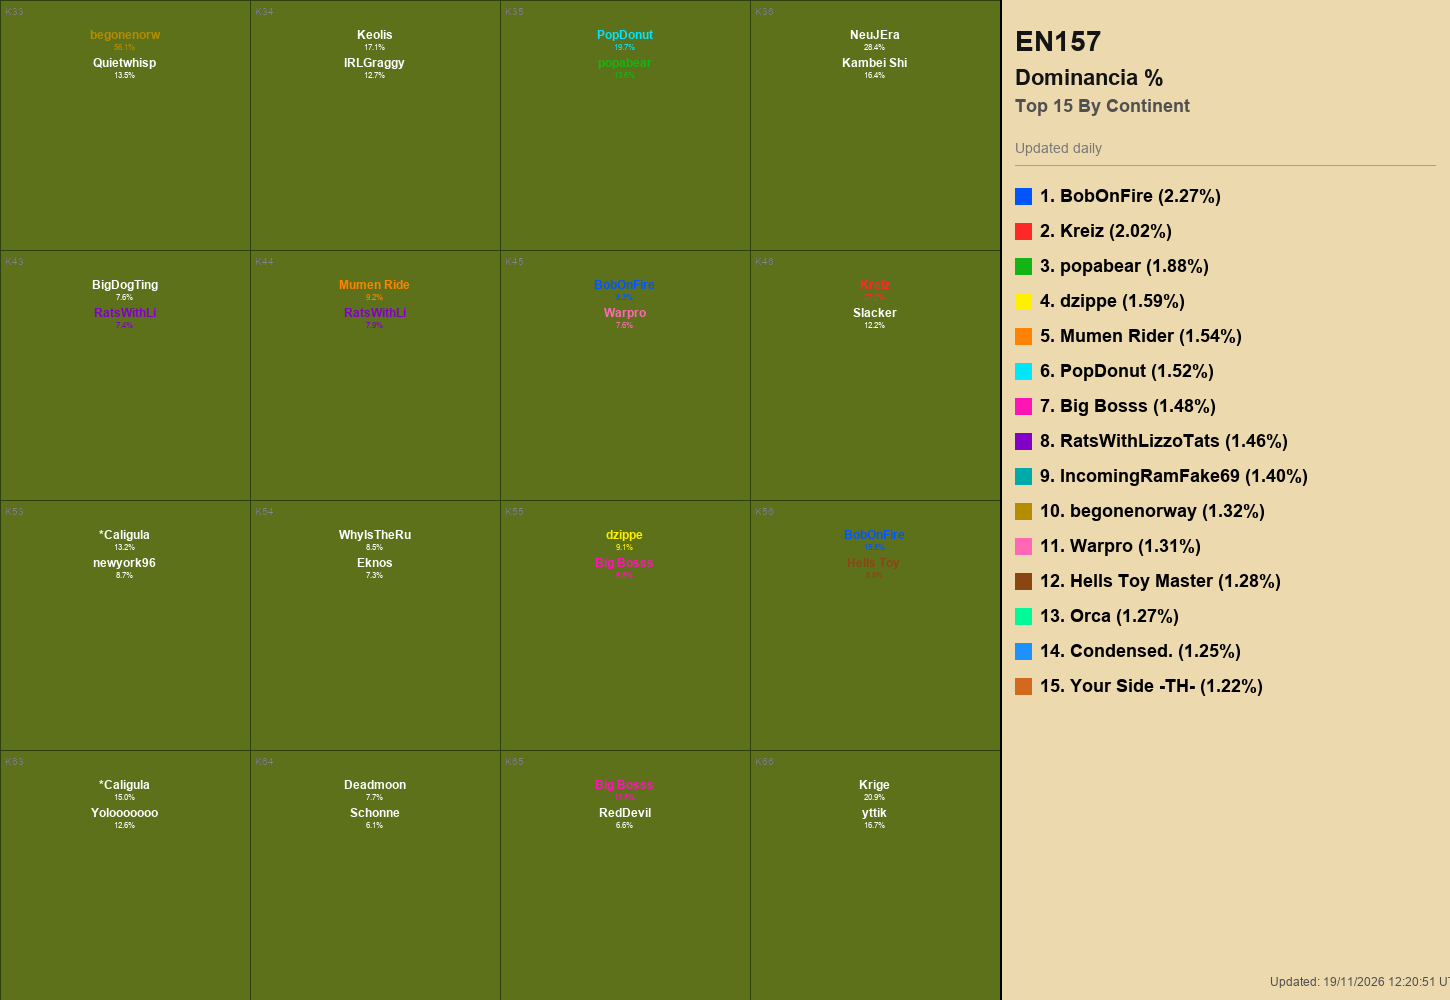 K33
begonenorw
56.1%
Quietwhisp
13.5%
K34
Keolis
17.1%
IRLGraggy
12.7%
K35
PopDonut
19.7%
popabear
K36
NeuJEra
28.4%
Kambei Shi
16.4%
K43
BigDogTing
7.6%
RatsWithLi
7.4%
K44
Mumen Ride
9.2%
RatsWithLi
7.9%
K45
BobOnFire
Warpro
7.6%
K46
Kreiz
Slacker
12.2%
K53
*Caligula
13.2%
newyork96
8.7%
K54
WhyIsTheRu
8.5%
Eknos
7.3%
K55
dzippe
9.1%
Big Bosss
K56
BobOnFire
Hells Toy
K63
*Caligula
15.0%
Yolooooooo
12.6%
K64
Deadmoon
7.7%
Schonne
6.1%
K65
Big Bosss
RedDevil
6.6%
K66
Krige
20.9%
yttik
16.7%
EN157
Dominancia %
Top 15 By Continent
Updated daily
1. BobOnFire (2.27%)
2. Kreiz (2.02%)
3. popabear (1.88%)
4. dzippe (1.59%)
5. Mumen Rider (1.54%)
6. PopDonut (1.52%)
7. Big Bosss (1.48%)
8. RatsWithLizzoTats (1.46%)
9. IncomingRamFake69 (1.40%)
10. begonenorway (1.32%)
11. Warpro (1.31%)
12. Hells Toy Master (1.28%)
13. Orca (1.27%)
14. Condensed. (1.25%)
15. Your Side -TH- (1.22%)
Updated: 19/11/2026 12:20:51